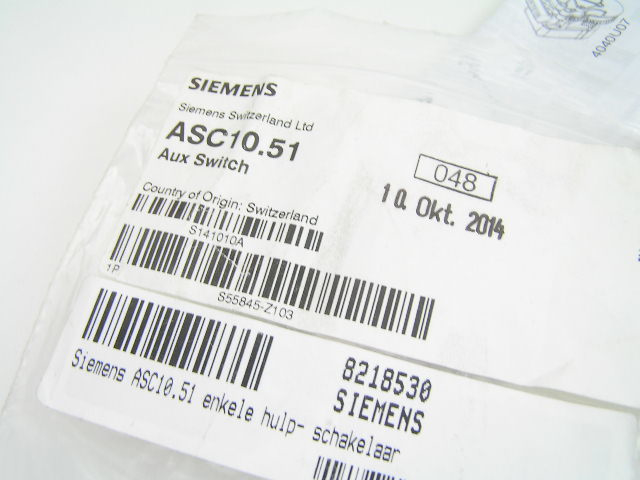 4040U07
SIEMENS
Siemens Switzerland Ltd
ASC10.51
Aux Switch
048
10. Okt. 2014
Country of Origin: Switzerland
S141010A
1P
S55845-Z103
8218530
SIEMENS
Siemens ASC10.51 enkele hulp- schakelaar